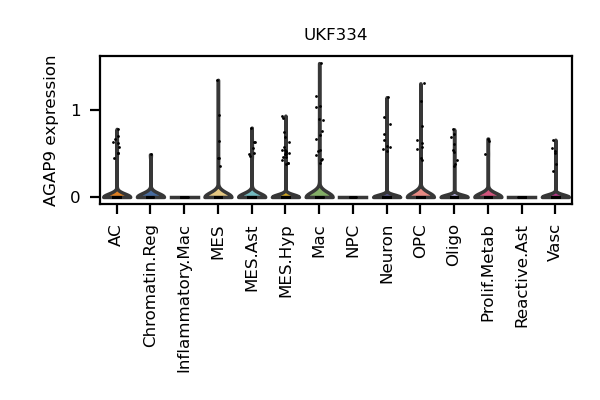 UKF334
AGAP9 expression
1
0
AC
Chromatin.Reg
Inflammatory.Mac
MES
MES.Ast
MES.Hyp
Mac
NPC
Neuron
OPC
Oligo
Prolif.Metab
Reactive.Ast
Vasc